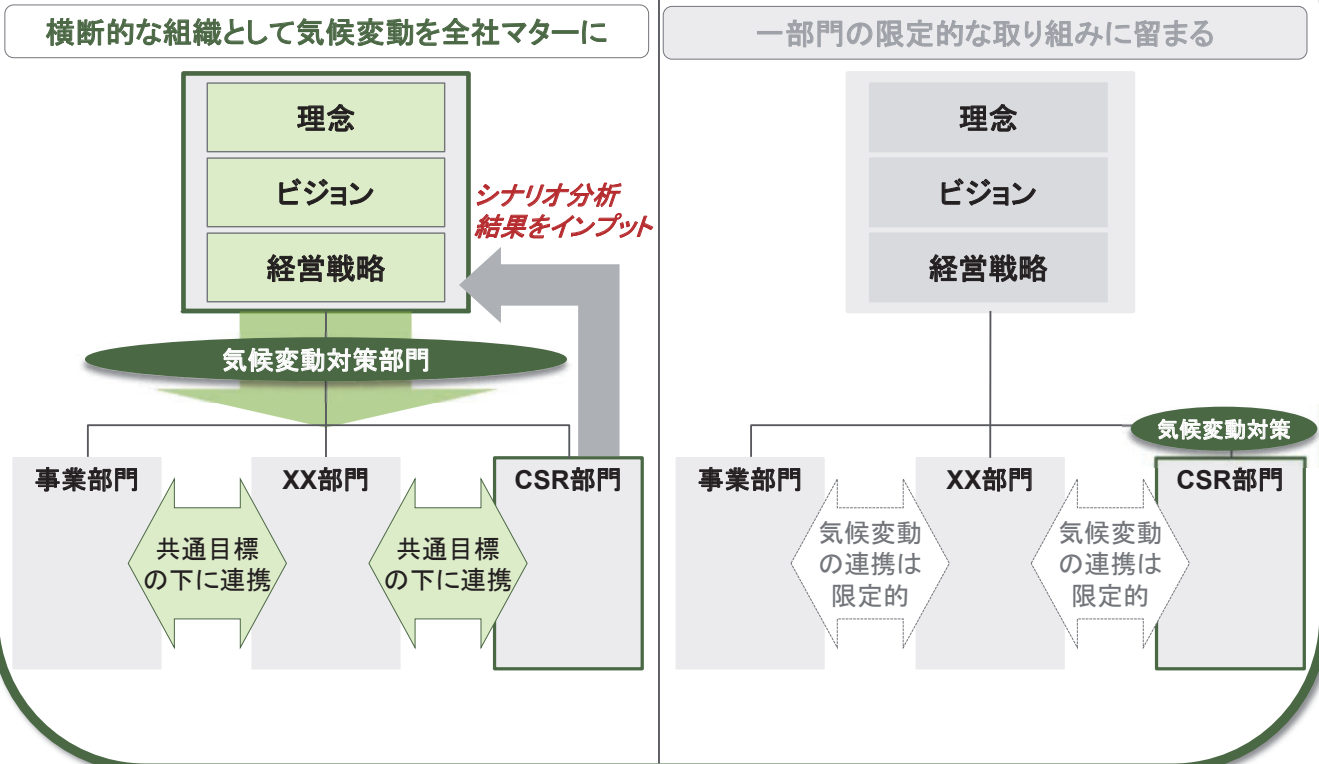 横断的な組織として気候変動を全社マターに
理念
ビジョン
経営戦略
シナリオ分析
結果をインプット
気候変動対策部門
事業部門
XX部門
CSR部門
共通目標
の下に連携
共通目標
の下に連携
一部門の限定的な取り組みに留まる
理念
ビジョン
経営戦略
気候変動対策
事業部門
XX部門
CSR部門
気候変動
の連携は
限定的
気候変動
の連携は
限定的